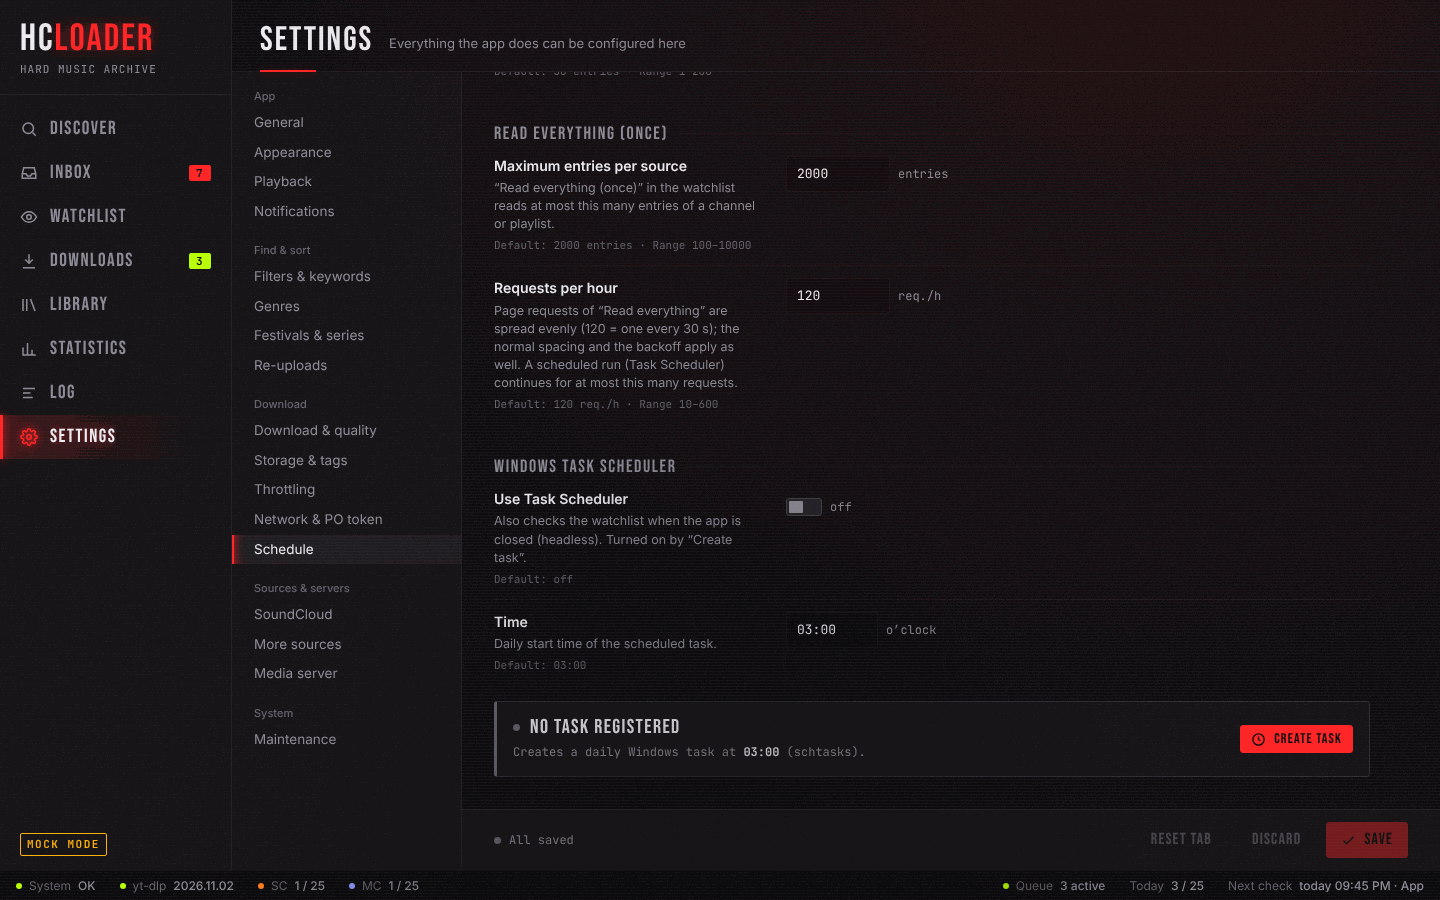 HCLOADER
HARD MUSIC ARCHIVE
DISCOVER
INBOX 7
WATCHLIST
DOWNLOADS 3
LIBRARY
STATISTICS
LOG
SETTINGS
MOCK MODE
SETTINGS Everything the app does can be configured here
App
General
Appearance
Playback
Notifications
Find & sort
Filters & keywords
Genres
Festivals & series
Re-uploads
Download
Download & quality
Storage & tags
Throttling
Network & PO token
Schedule
Sources & servers
SoundCloud
More sources
Media server
System
Maintenance
READ EVERYTHING (ONCE)
Maximum entries per source
2000 entries
“Read everything (once)” in the watchlist
reads at most this many entries of a channel
or playlist.
Default: 2000 entries · Range 100–10000
Requests per hour
120 req./h
Page requests of “Read everything” are
spread evenly (120 = one every 30 s); the
normal spacing and the backoff apply as
well. A scheduled run (Task Scheduler)
continues for at most this many requests.
Default: 120 req./h · Range 10–600
WINDOWS TASK SCHEDULER
Use Task Scheduler
off
Also checks the watchlist when the app is
closed (headless). Turned on by “Create
task”.
Default: off
Time
03:00 o’clock
Daily start time of the scheduled task.
Default: 03:00
NO TASK REGISTERED
Creates a daily Windows task at 03:00 (schtasks).
CREATE TASK
All saved
RESET TAB DISCARD SAVE
System OK yt-dlp 2026.11.02 SC 1 / 25 MC 1 / 25 Queue 3 active Today 3 / 25 Next check today 09:45 PM · App